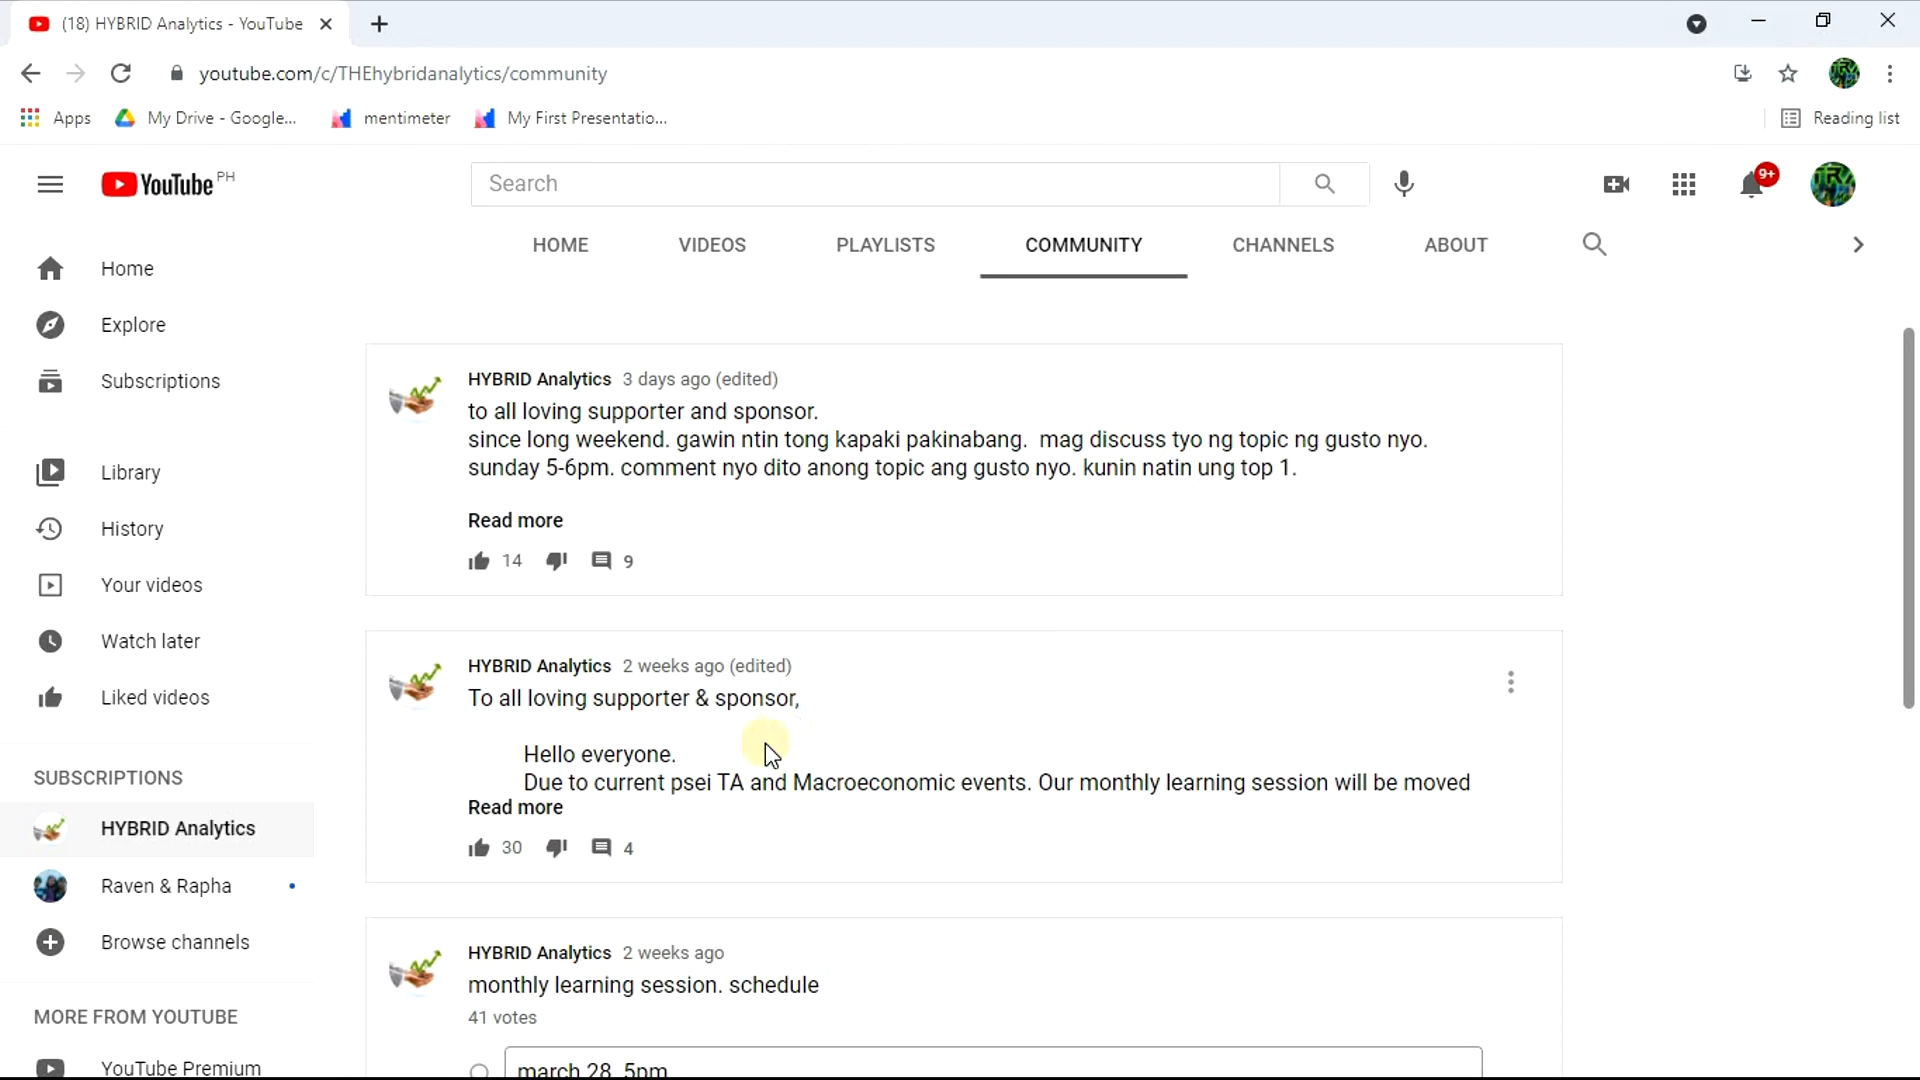 (18) HYBRID Analytics - YouTube
youtube.com/c/THEhybridanalytics/community
Apps
My Drive - Google...
mentimeter
My First Presentatio...
Reading list
YouTube PH
Search
9+
HOME
VIDEOS
PLAYLISTS
COMMUNITY
CHANNELS
ABOUT
Home
Explore
Subscriptions
Library
History
Your videos
Watch later
Liked videos
SUBSCRIPTIONS
HYBRID Analytics
Raven & Rapha
Browse channels
MORE FROM YOUTUBE
YouTube Premium
HYBRID Analytics 3 days ago (edited)
to all loving supporter and sponsor.
since long weekend. gawin ntin tong kapaki pakinabang. mag discuss tyo ng topic ng gusto nyo.
sunday 5-6pm. comment nyo dito anong topic ang gusto nyo. kunin natin ung top 1.
Read more
14
9
HYBRID Analytics 2 weeks ago (edited)
To all loving supporter & sponsor,
Hello everyone.
Due to current psei TA and Macroeconomic events. Our monthly learning session will be moved
Read more
30
4
HYBRID Analytics 2 weeks ago
monthly learning session. schedule
41 votes
march 28 5pm